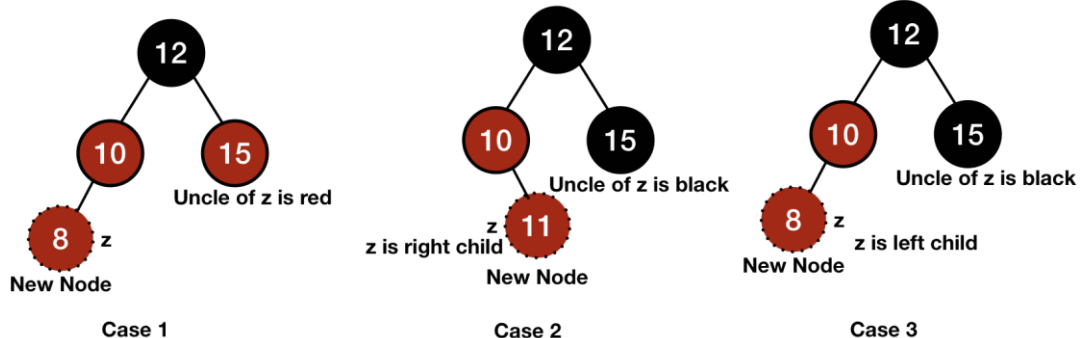 12
10
15
Uncle of z is red
8
z
New Node
Case 1
12
10
15
Uncle of z is black
z
11
z is right child
New Node
Case 2
12
10
15
Uncle of z is black
8
z
z is left child
New Node
Case 3